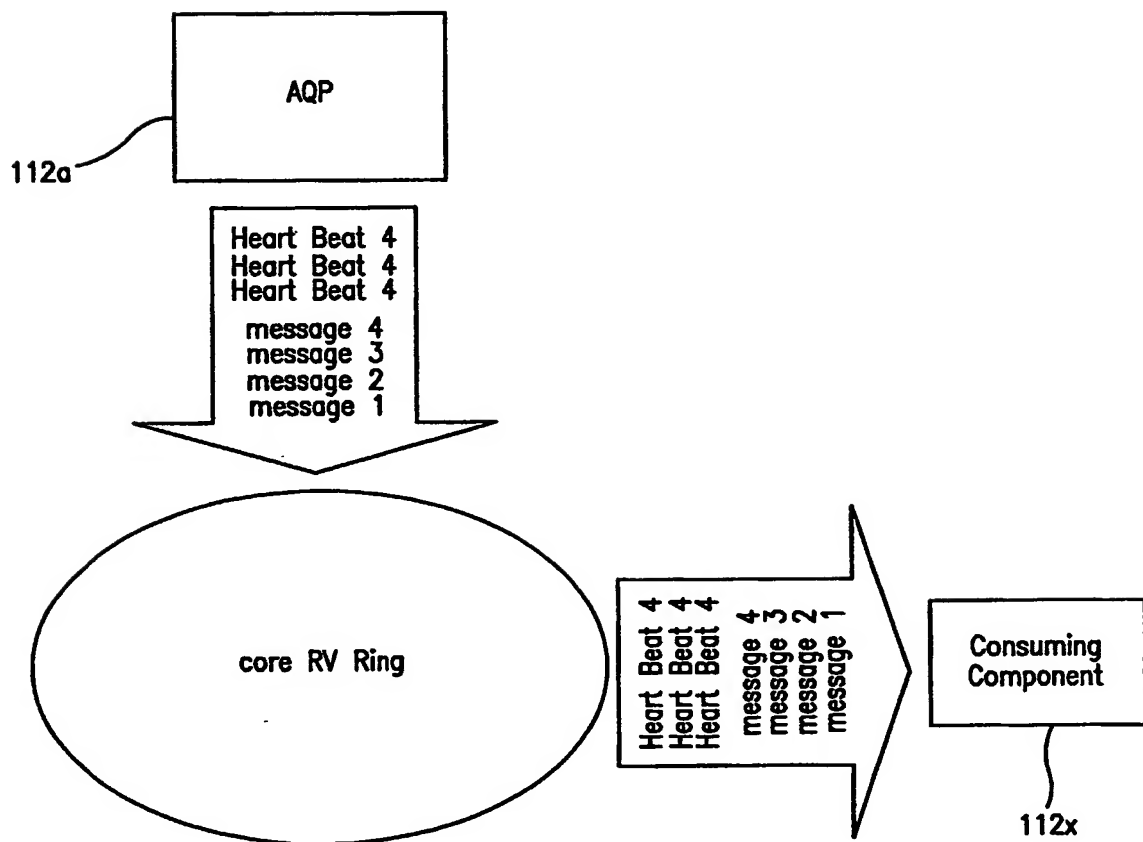 AQP
112a
Heart Beat 4
Heart Beat 4
Heart Beat 4
message 4
message 3
message 2
message 1
core RV Ring
Heart Beat 4
Heart Beat 4
Heart Beat 4
message 4
message 3
message 2
message 1
Consuming
Component
112x